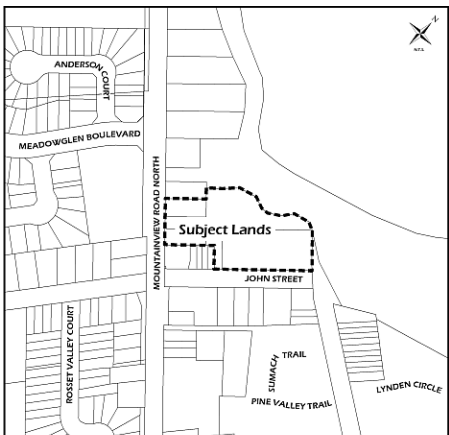 N
N.T.S.
ANDERSON COURT
MEADOWGLEN BOULEVARD
MOUNTAINVIEW ROAD NORTH
Subject Lands
JOHN STREET
ROSSET VALLEY COURT
SUMACH
TRAIL
PINE VALLEY TRAIL
LYNDEN CIRCLE